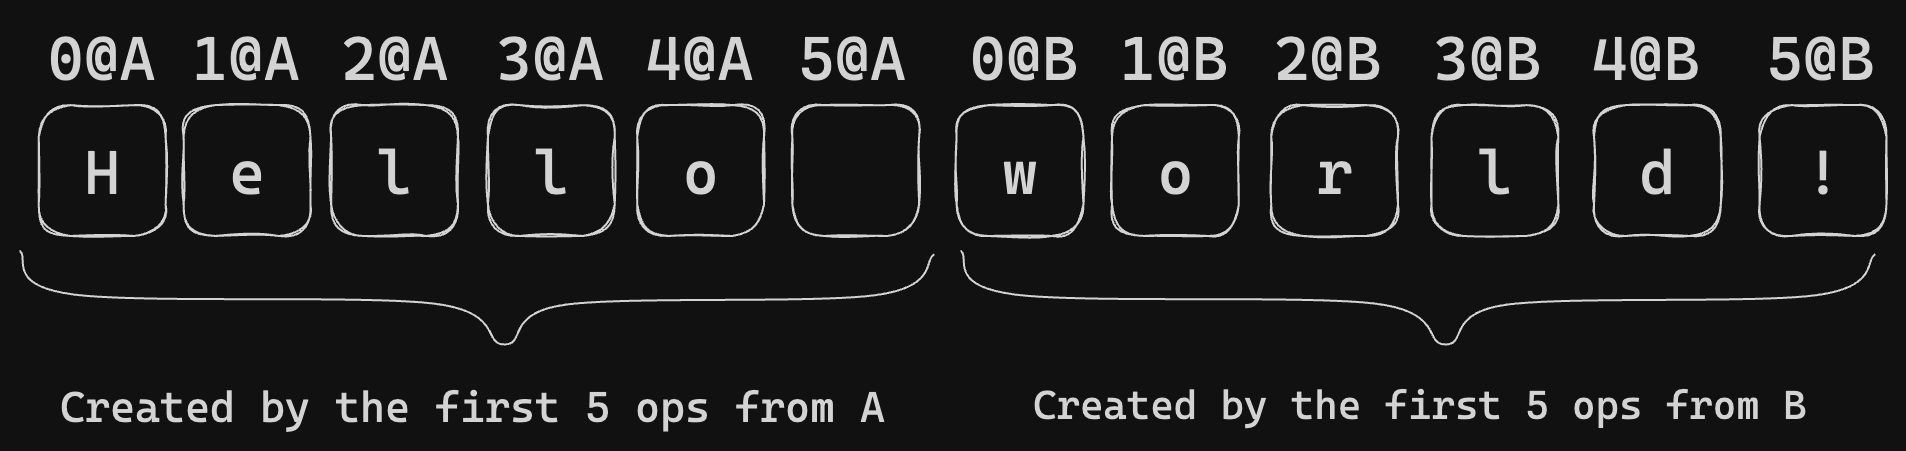 0@A 1@A 2@A 3@A 4@A 5@A 0@B 1@B 2@B 3@B 4@B 5@B
H e l l o w o r l d !
Created by the first 5 ops from A
Created by the first 5 ops from B